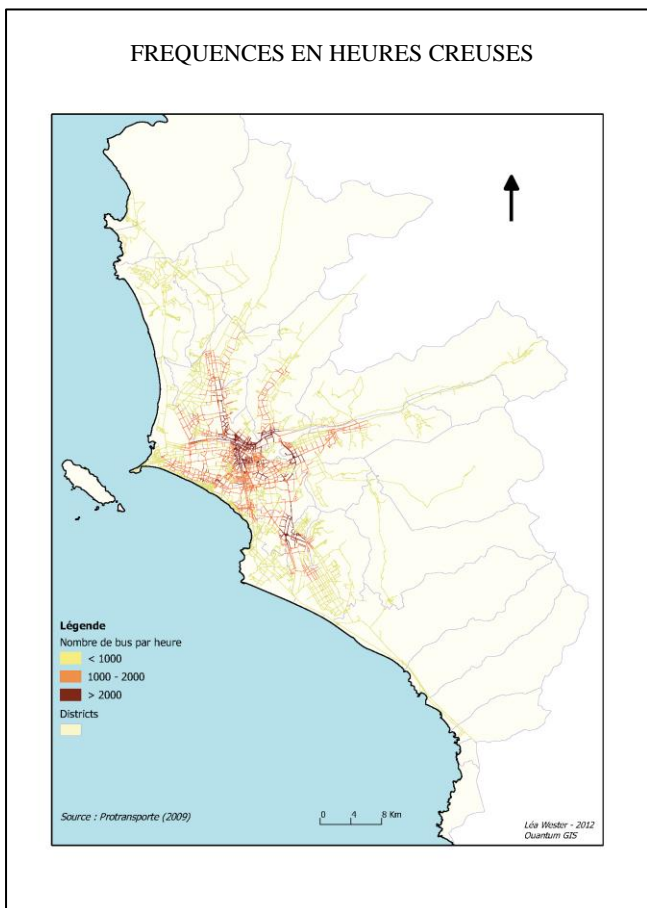 FREQUENCES EN HEURES CREUSES
Légende
Nombre de bus par heure
< 1000
1000 - 2000
> 2000
Districts
Source : Protransporte (2009)
0 4 8 Km
Léa Wester - 2012
Quantum GIS